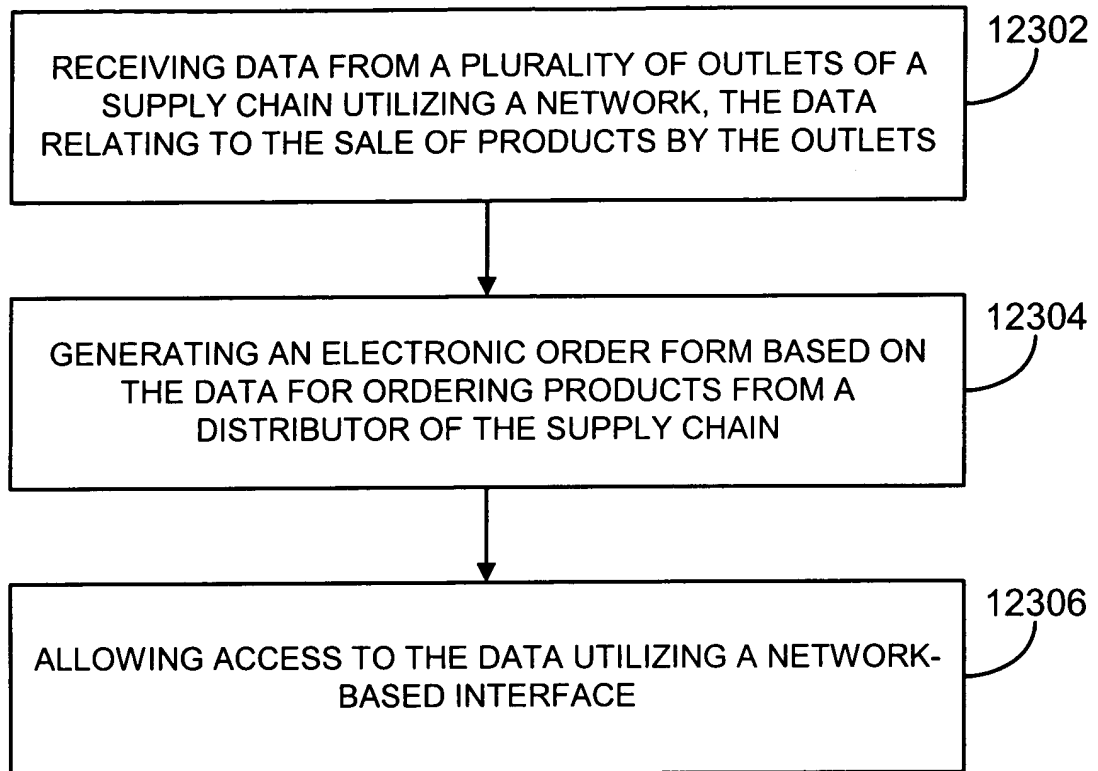 12302
RECEIVING DATA FROM A PLURALITY OF OUTLETS OF A
SUPPLY CHAIN UTILIZING A NETWORK, THE DATA
RELATING TO THE SALE OF PRODUCTS BY THE OUTLETS
12304
GENERATING AN ELECTRONIC ORDER FORM BASED ON
THE DATA FOR ORDERING PRODUCTS FROM A
DISTRIBUTOR OF THE SUPPLY CHAIN
12306
ALLOWING ACCESS TO THE DATA UTILIZING A NETWORK-
BASED INTERFACE